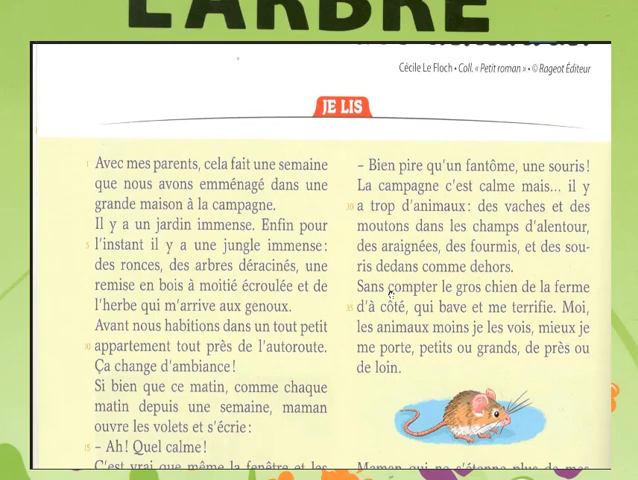 L'ARBRE
Cécile Le Floch • Coll. « Petit roman » • © Rageot Éditeur
JE LIS
1 Avec mes parents, cela fait une semaine
que nous avons emménagé dans une
grande maison à la campagne.
Il y a un jardin immense. Enfin pour
5 l'instant il y a une jungle immense :
des ronces, des arbres déracinés, une
remise en bois à moitié écroulée et de
l'herbe qui m'arrive aux genoux.
Avant nous habitions dans un tout petit
10 appartement tout près de l'autoroute.
Ça change d'ambiance !
Si bien que ce matin, comme chaque
matin depuis une semaine, maman
ouvre les volets et s'écrie :
15 – Ah ! Quel calme !
C'est vrai que même la fenêtre et les
– Bien pire qu'un fantôme, une souris !
La campagne c'est calme mais... il y
30 a trop d'animaux : des vaches et des
moutons dans les champs d'alentour,
des araignées, des fourmis, et des sou-
ris dedans comme dehors.
Sans compter le gros chien de la ferme
35 d'à côté, qui bave et me terrifie. Moi,
les animaux moins je les vois, mieux je
me porte, petits ou grands, de près ou
de loin.
Maman qui ne s'étonne plus de mes